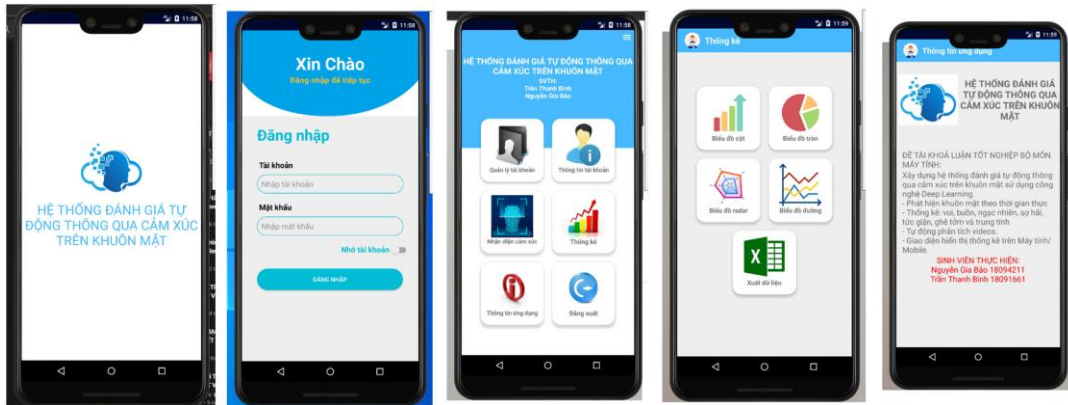 11:58
HỆ THỐNG ĐÁNH GIÁ TỰ
ĐỘNG THÔNG QUA CẢM XÚC
TRÊN KHUÔN MẶT
11:58
Xin Chào
Đăng nhập để tiếp tục
Đăng nhập
Tài khoản
Nhập tài khoản
Mật khẩu
Nhập mật khẩu
Nhớ tài khoản
ĐĂNG NHẬP
11:58
HỆ THỐNG ĐÁNH GIÁ TỰ ĐỘNG THÔNG QUA
CẢM XÚC TRÊN KHUÔN MẶT
SVTH:
Trần Thanh Bình
Nguyễn Gia Bảo
Quản lý tài khoản
Thông tin tài khoản
Nhận diện cảm xúc
Thống kê
Thông tin ứng dụng
Đăng xuất
11:59
Thống kê
Biểu đồ cột
Biểu đồ tròn
Biểu đồ radar
Biểu đồ đường
X
Xuất dữ liệu
11:59
Thông tin ứng dụng
HỆ THỐNG ĐÁNH GIÁ
TỰ ĐỘNG THÔNG QUA
CẢM XÚC TRÊN KHUÔN
MẶT
ĐỀ TÀI KHOÁ LUẬN TỐT NGHIỆP BỘ MÔN
MÁY TÍNH:
Xây dựng hệ thống đánh giá tự động thông
qua cảm xúc trên khuôn mặt sử dụng công
nghệ Deep Learning.
- Phát hiện khuôn mặt theo thời gian thực
- Thống kê: vui, buồn, ngạc nhiên, sợ hãi,
tức giận, ghê tởm và trung tính
- Tự động phân tích videos.
- Giao diện hiển thị thống kê trên Máy tính/
Mobile.
SINH VIÊN THỰC HIỆN:
Nguyễn Gia Bảo 18094211
Trần Thanh Bình 18091661